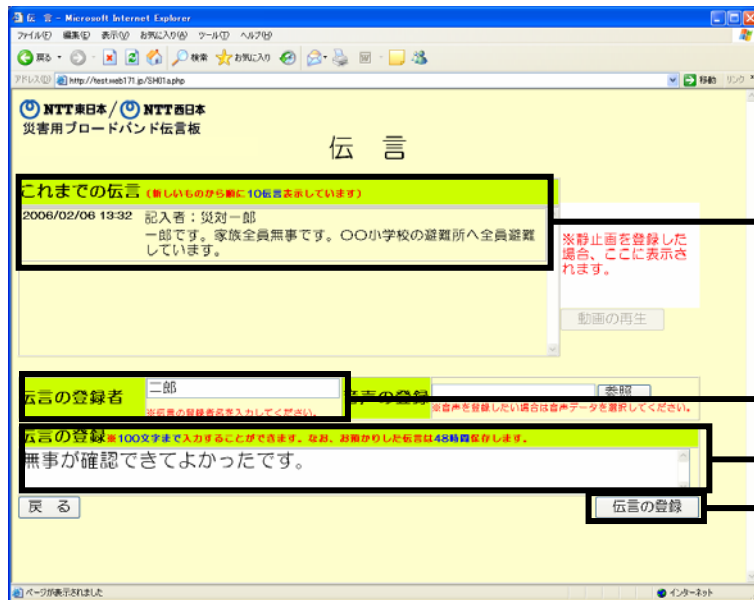 伝 言 - Microsoft Internet Explorer
ファイル(F) 編集(E) 表示(V) お気に入り(A) ツール(T) ヘルプ(H)
戻る 検索 お気に入り
アドレス(D) http://test.web171.jp/SH01a.php 移動 リンク
NTT東日本/NTT西日本
災害用ブロードバンド伝言板
伝 言
これまでの伝言 (新しいものから順に10伝言表示しています)
2006/02/06 13:32 記入者:災対一郎
一郎です。家族全員無事です。〇〇小学校の避難所へ全員避難
しています。
※静止画を登録した
場合、ここに表示さ
れます。
動画の再生
伝言の登録者 二郎
※伝言の登録者名を入力してください。
音声の登録 参照...
※音声を登録したい場合は音声データを選択してください。
伝言の登録※100文字まで入力することができます。なお、お預かりした伝言は48時間保存します。
無事が確認できてよかったです。
戻 る 伝言の登録
ページが表示されました インターネット